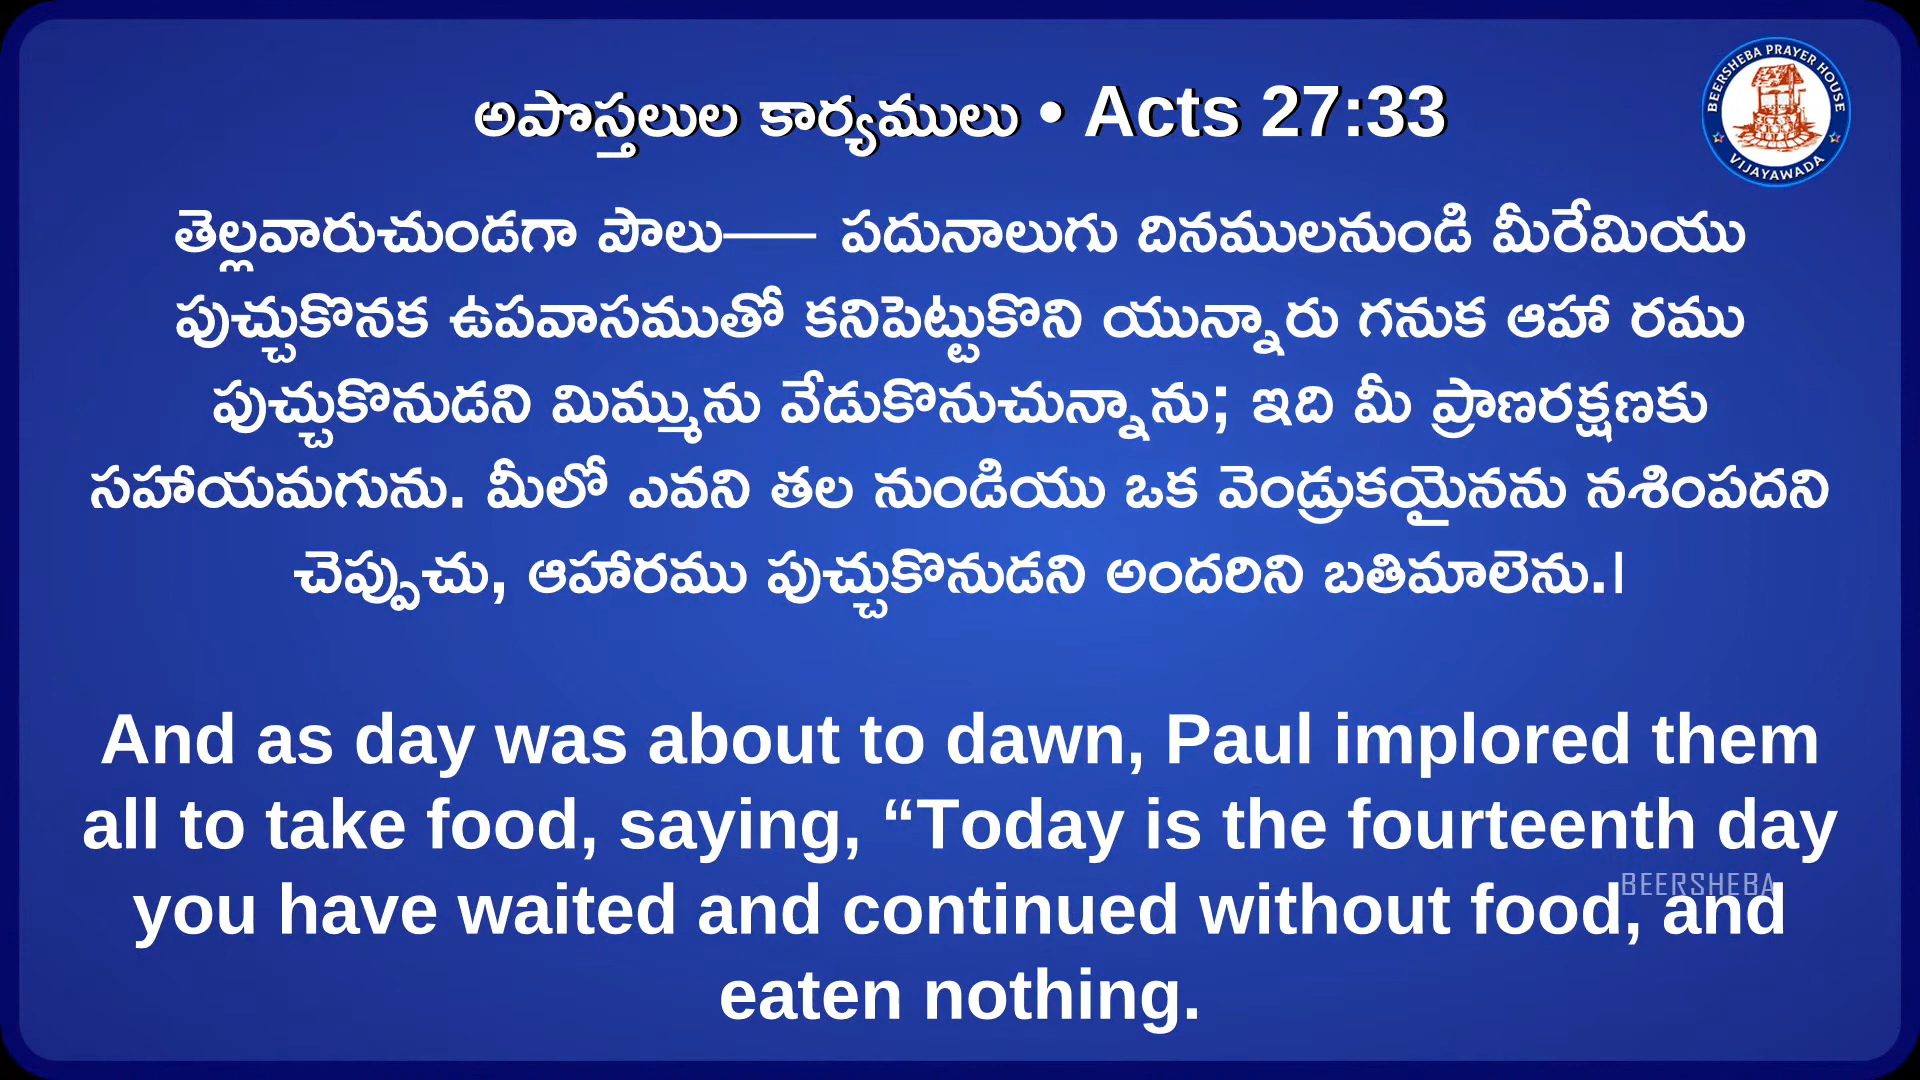 అపొస్తలుల కార్యములు • Acts 27:33
BEERSHEBA PRAYER HOUSE
VIJAYAWADA
తెల్లవారుచుండగా పౌలు–– పదునాలుగు దినములనుండి మీరేమియు
పుచ్చుకొనక ఉపవాసముతో కనిపెట్టుకొని యున్నారు గనుక ఆహా రము
పుచ్చుకొనుడని మిమ్మును వేడుకొనుచున్నాను; ఇది మీ ప్రాణరక్షణకు
సహాయమగును. మీలో ఎవని తల నుండియు ఒక వెండ్రుకయైనను నశింపదని
చెప్పుచు, ఆహారము పుచ్చుకొనుడని అందరిని బతిమాలెను.|
And as day was about to dawn, Paul implored them
all to take food, saying, “Today is the fourteenth day
you have waited and continued without food, and
eaten nothing.
BEERSHEBA